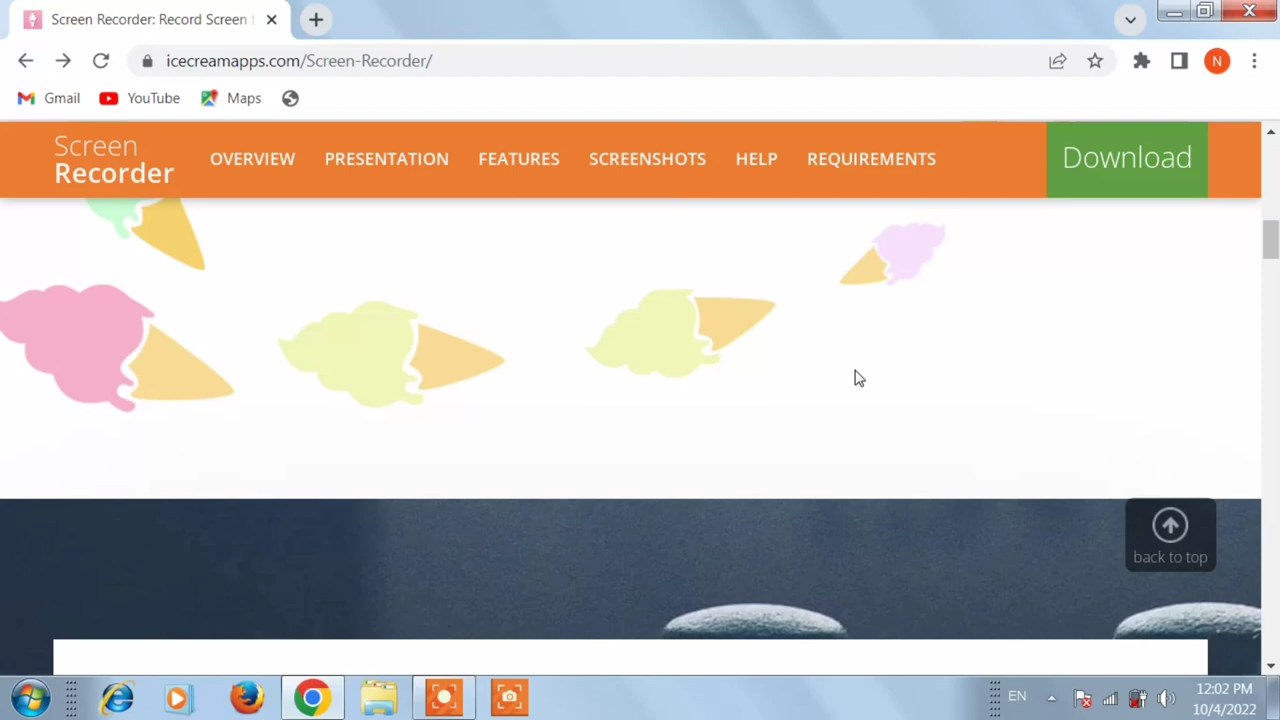 Screen Recorder: Record Screen f
icecreamapps.com/Screen-Recorder/
N
Gmail YouTube Maps
Screen
Recorder
OVERVIEW PRESENTATION FEATURES SCREENSHOTS HELP REQUIREMENTS
Download
back to top
EN
12:02 PM
10/4/2022